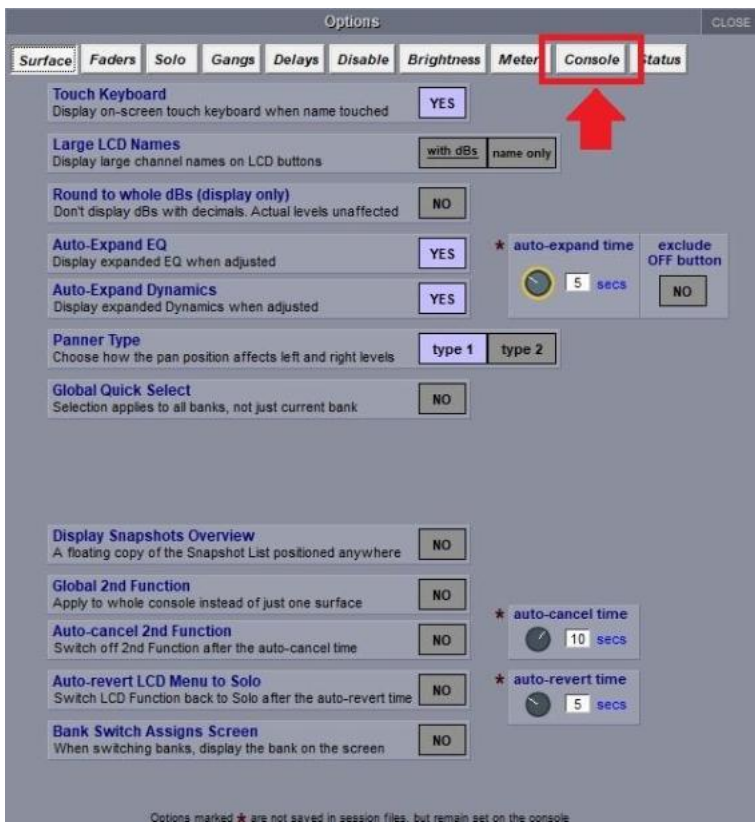 Options
CLOSE
Surface Faders Solo Gangs Delays Disable Brightness Meter Console Status
Touch Keyboard
Display on-screen touch keyboard when name touched
YES
Large LCD Names
Display large channel names on LCD buttons
with dBs name only
Round to whole dBs (display only)
Don't display dBs with decimals. Actual levels unaffected
NO
Auto-Expand EQ
Display expanded EQ when adjusted
YES
* auto-expand time
5 secs
exclude
OFF button
NO
Auto-Expand Dynamics
Display expanded Dynamics when adjusted
YES
Panner Type
Choose how the pan position affects left and right levels
type 1 type 2
Global Quick Select
Selection applies to all banks, not just current bank
NO
Display Snapshots Overview
A floating copy of the Snapshot List positioned anywhere
NO
Global 2nd Function
Apply to whole console instead of just one surface
NO
Auto-cancel 2nd Function
Switch off 2nd Function after the auto-cancel time
NO
* auto-cancel time
10 secs
Auto-revert LCD Menu to Solo
Switch LCD Function back to Solo after the auto-revert time
NO
* auto-revert time
5 secs
Bank Switch Assigns Screen
When switching banks, display the bank on the screen
NO
Options marked * are not saved in session files, but remain set on the console